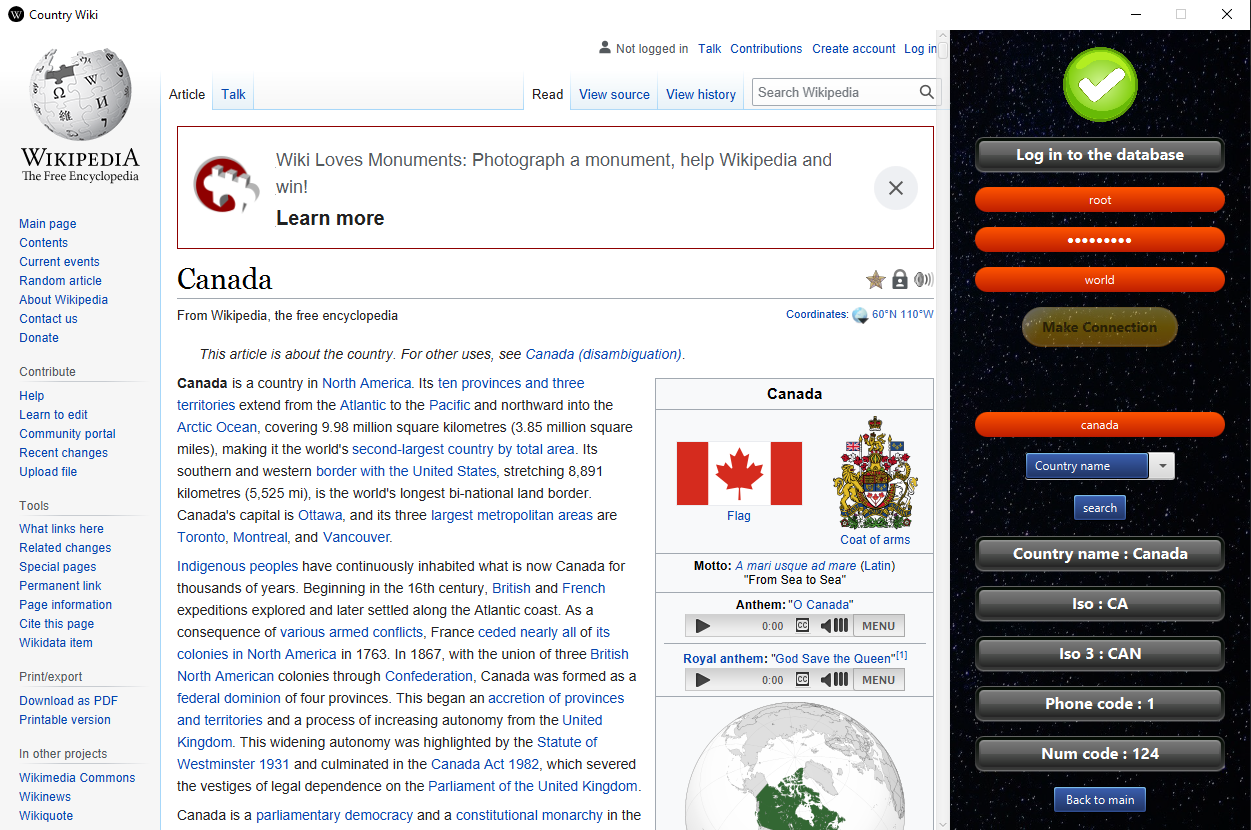 Country Wiki
Not logged in Talk Contributions Create account Log in
Article Talk Read View source View history Search Wikipedia
WIKIPEDIA
The Free Encyclopedia
Main page
Contents
Current events
Random article
About Wikipedia
Contact us
Donate
Contribute
Help
Learn to edit
Community portal
Recent changes
Upload file
Tools
What links here
Related changes
Special pages
Permanent link
Page information
Cite this page
Wikidata item
Print/export
Download as PDF
Printable version
In other projects
Wikimedia Commons
Wikinews
Wikiquote
Wiki Loves Monuments: Photograph a monument, help Wikipedia and
win!
Learn more
Canada
From Wikipedia, the free encyclopedia
Coordinates: 60°N 110°W
This article is about the country. For other uses, see Canada (disambiguation).
Canada is a country in North America. Its ten provinces and three
territories extend from the Atlantic to the Pacific and northward into the
Arctic Ocean, covering 9.98 million square kilometres (3.85 million square
miles), making it the world's second-largest country by total area. Its
southern and western border with the United States, stretching 8,891
kilometres (5,525 mi), is the world's longest bi-national land border.
Canada's capital is Ottawa, and its three largest metropolitan areas are
Toronto, Montreal, and Vancouver.
Indigenous peoples have continuously inhabited what is now Canada for
thousands of years. Beginning in the 16th century, British and French
expeditions explored and later settled along the Atlantic coast. As a
consequence of various armed conflicts, France ceded nearly all of its
colonies in North America in 1763. In 1867, with the union of three British
North American colonies through Confederation, Canada was formed as a
federal dominion of four provinces. This began an accretion of provinces
and territories and a process of increasing autonomy from the United
Kingdom. This widening autonomy was highlighted by the Statute of
Westminster 1931 and culminated in the Canada Act 1982, which severed
the vestiges of legal dependence on the Parliament of the United Kingdom.
Canada is a parliamentary democracy and a constitutional monarchy in the
Canada
Flag
Coat of arms
Motto: A mari usque ad mare (Latin)
"From Sea to Sea"
Anthem: "O Canada"
0:00 CC MENU
Royal anthem: "God Save the Queen"[1]
0:00 CC MENU
Log in to the database
root
•••••••••
world
Make Connection
canada
Country name
search
Country name : Canada
Iso : CA
Iso 3 : CAN
Phone code : 1
Num code : 124
Back to main